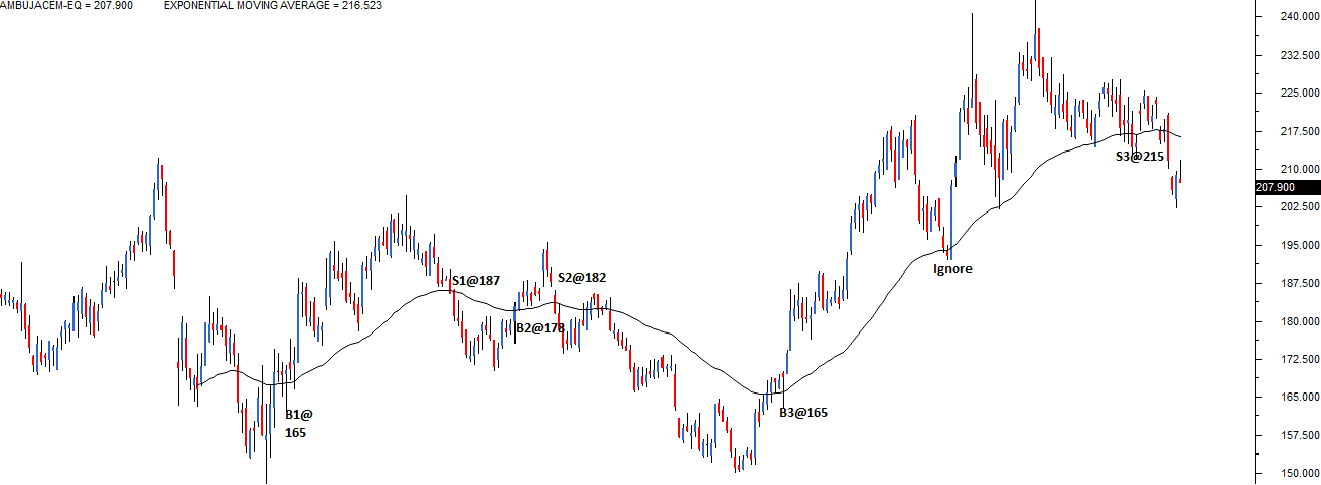 AMBUJACEM-EQ = 207.900 EXPONENTIAL MOVING AVERAGE = 216.523
240.000
232.500
225.000
217.500
S3@215
210.000
207.900
202.500
195.000
Ignore
S1@187
S2@182
187.500
B2@178
180.000
172.500
165.000
B1@
165
B3@165
157.500
150.000